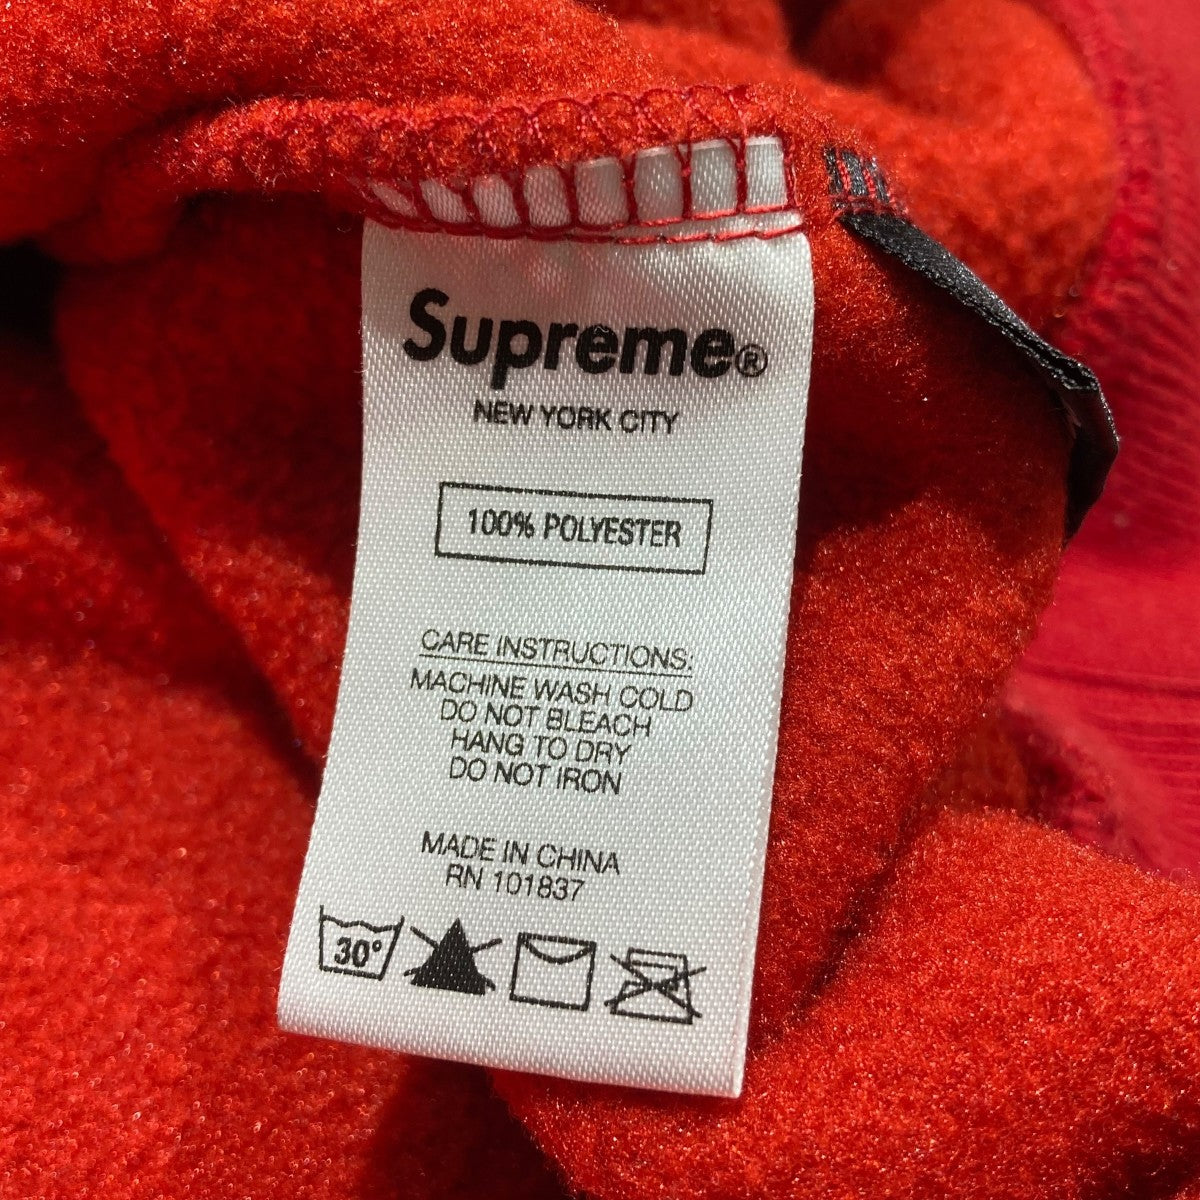 Supreme®
NEW YORK CITY
100% POLYESTER
CARE INSTRUCTIONS:
MACHINE WASH COLD
DO NOT BLEACH
HANG TO DRY
DO NOT IRON
MADE IN CHINA
RN 101837
30°